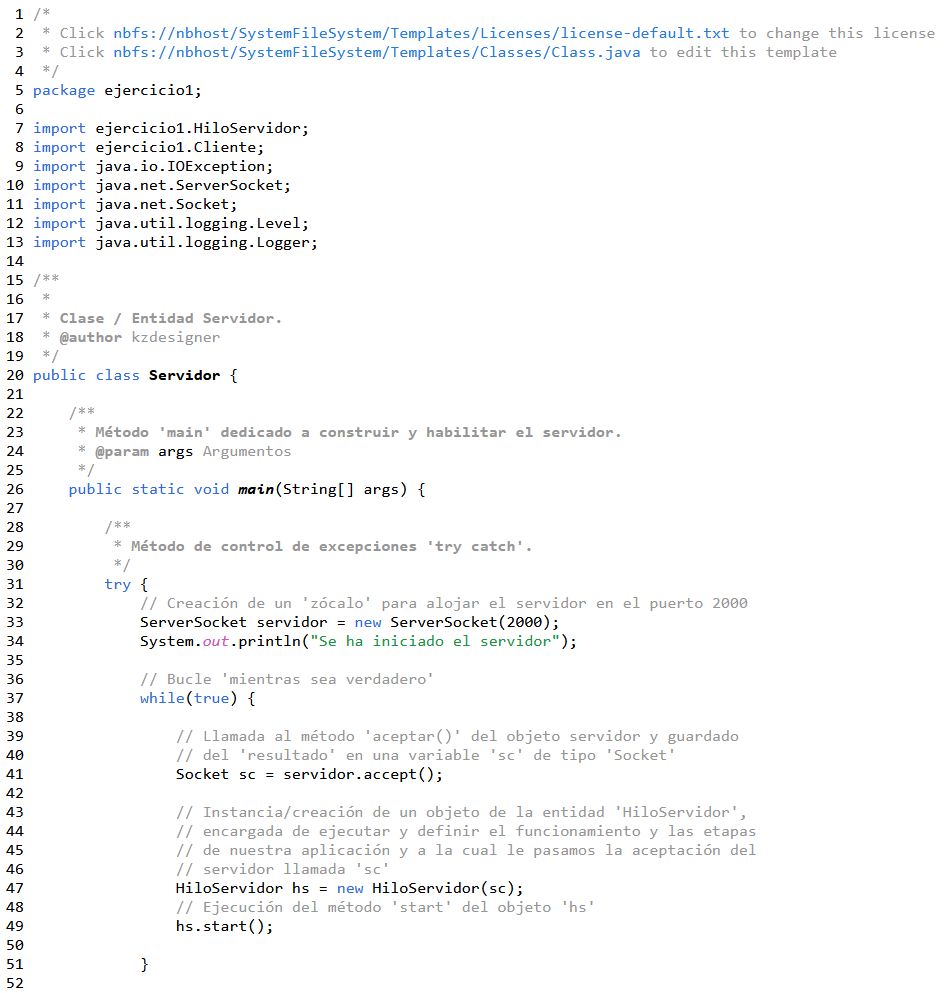 1 /*
2  * Click nbfs://nbhost/SystemFileSystem/Templates/Licenses/license-default.txt to change this license
3  * Click nbfs://nbhost/SystemFileSystem/Templates/Classes/Class.java to edit this template
4  */
5 package ejercicio1;
6
7 import ejercicio1.HiloServidor;
8 import ejercicio1.Cliente;
9 import java.io.IOException;
10 import java.net.ServerSocket;
11 import java.net.Socket;
12 import java.util.logging.Level;
13 import java.util.logging.Logger;
14
15 /**
16  *
17  * Clase / Entidad Servidor.
18  * @author kzdesigner
19  */
20 public class Servidor {
21
22     /**
23      * Método 'main' dedicado a construir y habilitar el servidor.
24      * @param args Argumentos
25      */
26     public static void main(String[] args) {
27
28         /**
29          * Método de control de excepciones 'try catch'.
30          */
31         try {
32             // Creación de un 'zócalo' para alojar el servidor en el puerto 2000
33             ServerSocket servidor = new ServerSocket(2000);
34             System.out.println("Se ha iniciado el servidor");
35
36             // Bucle 'mientras sea verdadero'
37             while(true) {
38
39                 // Llamada al método 'aceptar()' del objeto servidor y guardado
40                 // del 'resultado' en una variable 'sc' de tipo 'Socket'
41                 Socket sc = servidor.accept();
42
43                 // Instancia/creación de un objeto de la entidad 'HiloServidor',
44                 // encargada de ejecutar y definir el funcionamiento y las etapas
45                 // de nuestra aplicación y a la cual le pasamos la aceptación del
46                 // servidor llamada 'sc'
47                 HiloServidor hs = new HiloServidor(sc);
48                 // Ejecución del método 'start' del objeto 'hs'
49                 hs.start();
50
51             }
52